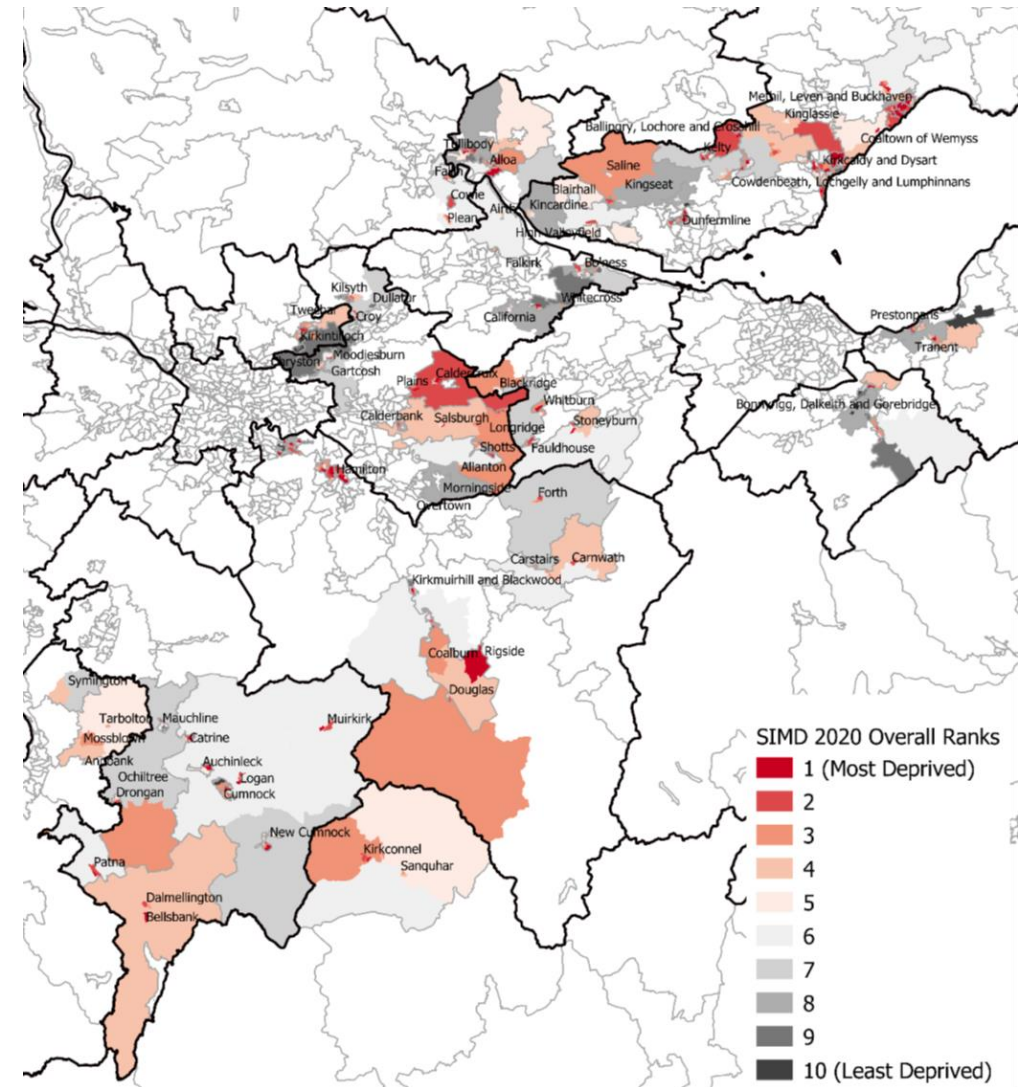 Methil, Leven and Buckhaven
Kinglassie
Ballingry, Lochore and Crosshill
Coaltown of Wemyss
Tullibody
Kelty
Alloa
Kirkcaldy and Dysart
Saline
Fallin
Cowdenbeath, Lochgelly and Lumphinnans
Kingseat
Blairhall
Cowie
Kincardine
Airth
Plean
Dunfermline
High Valleyfield
Falkirk
Bo'ness
Kilsyth
Dullatur
Whitecross
Twechar
Croy
California
Prestonpans
Kirkintilloch
Tranent
Moodiesburn
Gartcosh
Caldercruix
Plains
Blackridge
Whitburn
Bonnyrigg, Dalkeith and Gorebridge
Calderbank
Salsburgh
Longridge
Stoneyburn
Shotts
Fauldhouse
Hamilton
Allanton
Morningside
Forth
Overtown
Carstairs
Carnwath
Kirkmuirhill and Blackwood
Coalburn
Rigside
Symington
Douglas
Tarbolton
Mauchline
Muirkirk
Mossblown
Catrine
SIMD 2020 Overall Ranks
Annbank
Auchinleck
1 (Most Deprived)
Ochiltree
Logan
Drongan
Cumnock
2
New Cumnock
3
Kirkconnel
Patna
Sanquhar
4
Dalmellington
5
Bellsbank
6
7
8
9
10 (Least Deprived)